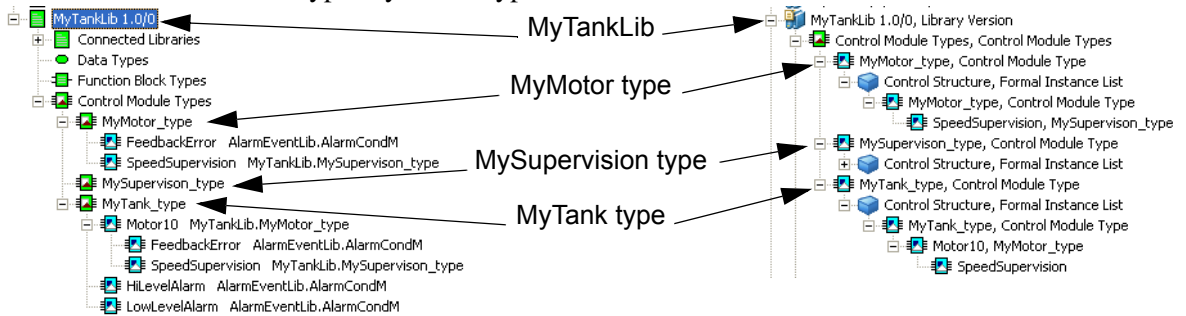 MyTankLib 1.0/0
Connected Libraries
Data Types
Function Block Types
Control Module Types
MyMotor_type
FeedbackError AlarmEventLib.AlarmCondM
SpeedSupervision MyTankLib.MySupervison_type
MySupervison_type
MyTank_type
Motor10 MyTankLib.MyMotor_type
FeedbackError AlarmEventLib.AlarmCondM
SpeedSupervision MyTankLib.MySupervison_type
HiLevelAlarm AlarmEventLib.AlarmCondM
LowLevelAlarm AlarmEventLib.AlarmCondM
MyTankLib
MyMotor type
MySupervision type
MyTank type
MyTankLib 1.0/0, Library Version
Control Module Types, Control Module Types
MyMotor_type, Control Module Type
Control Structure, Formal Instance List
MyMotor_type, Control Module Type
SpeedSupervision, MySupervison_type
MySupervison_type, Control Module Type
Control Structure, Formal Instance List
MyTank_type, Control Module Type
Control Structure, Formal Instance List
MyTank_type, Control Module Type
Motor10, MyMotor_type
SpeedSupervision